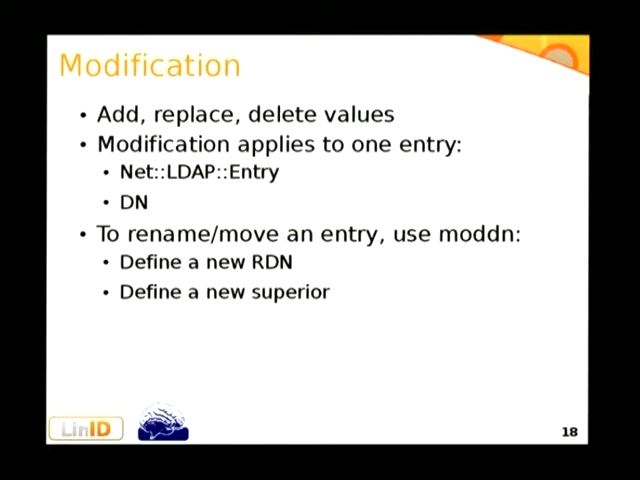 Modification
• Add, replace, delete values
• Modification applies to one entry:
• Net::LDAP::Entry
• DN
• To rename/move an entry, use moddn:
• Define a new RDN
• Define a new superior
LinID
18